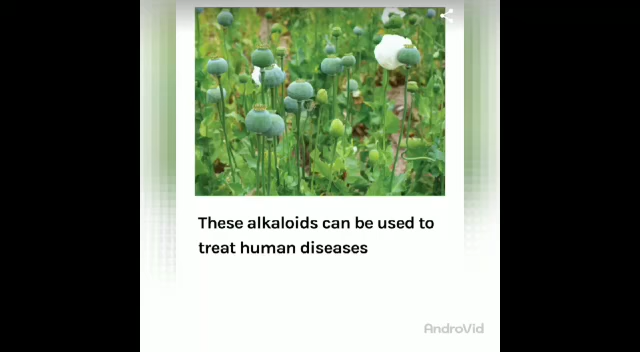 These alkaloids can be used to
treat human diseases
AndroVid